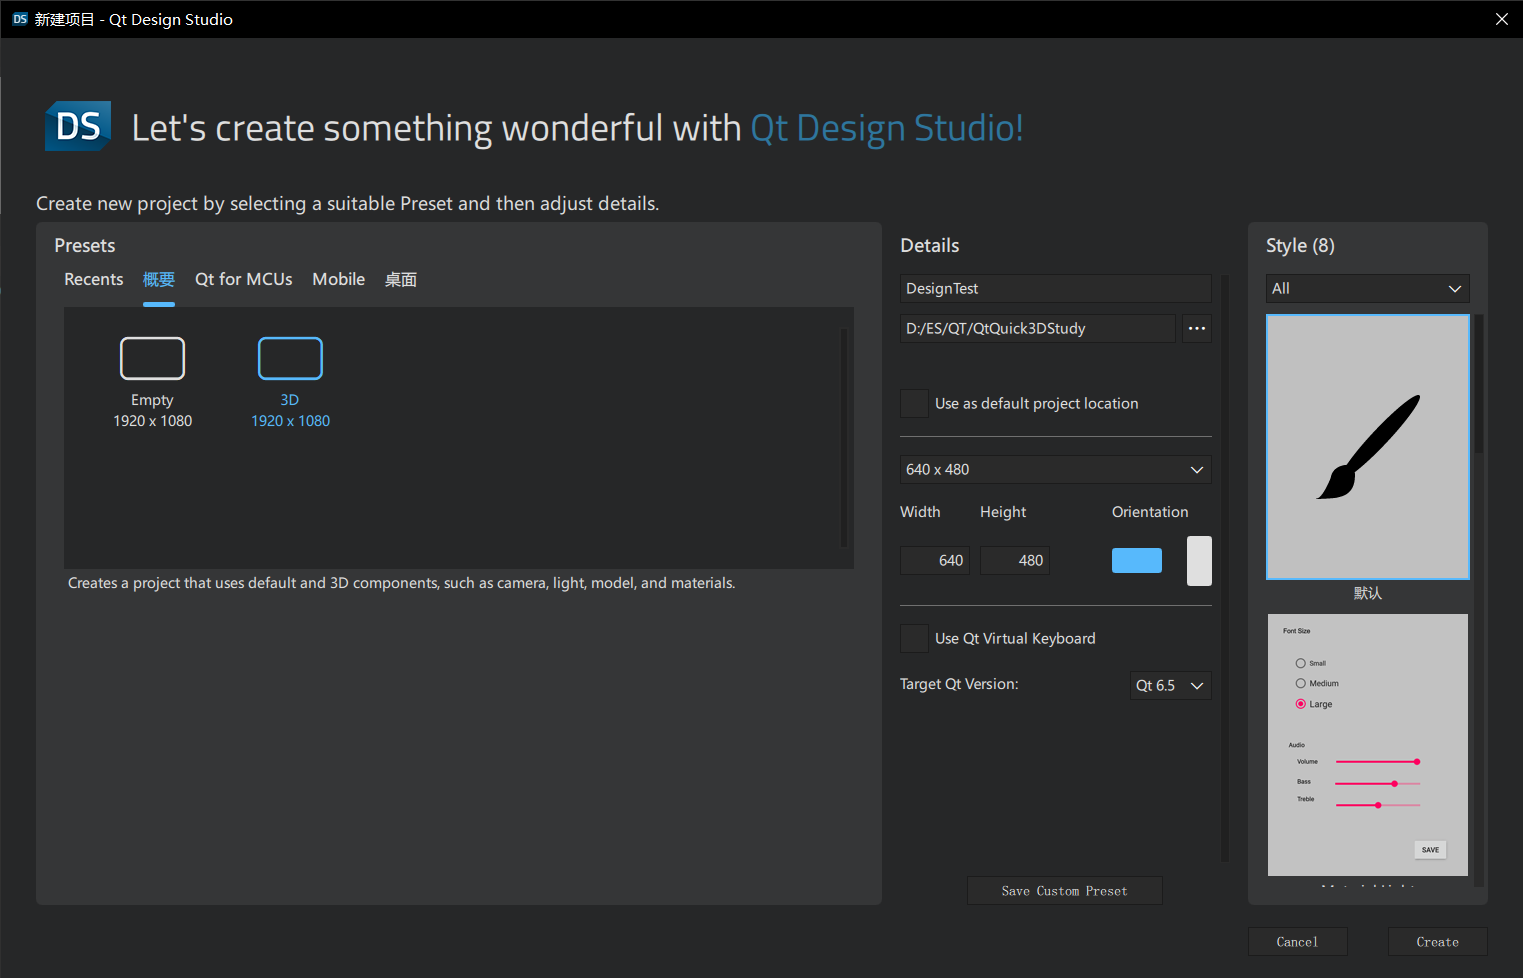 DS 新建项目 - Qt Design Studio
DS Let's create something wonderful with Qt Design Studio!
Create new project by selecting a suitable Preset and then adjust details.
Presets
Recents 概要 Qt for MCUs Mobile 桌面
Empty
1920 x 1080
3D
1920 x 1080
Creates a project that uses default and 3D components, such as camera, light, model, and materials.
Details
DesignTest
D:/ES/QT/QtQuick3DStudy
Use as default project location
640 x 480
Width Height Orientation
640 480
Use Qt Virtual Keyboard
Target Qt Version: Qt 6.5
Save Custom Preset
Style (8)
All
默认
Font Size
Small
Medium
Large
Audio
Volume
Bass
Treble
SAVE
Cancel Create